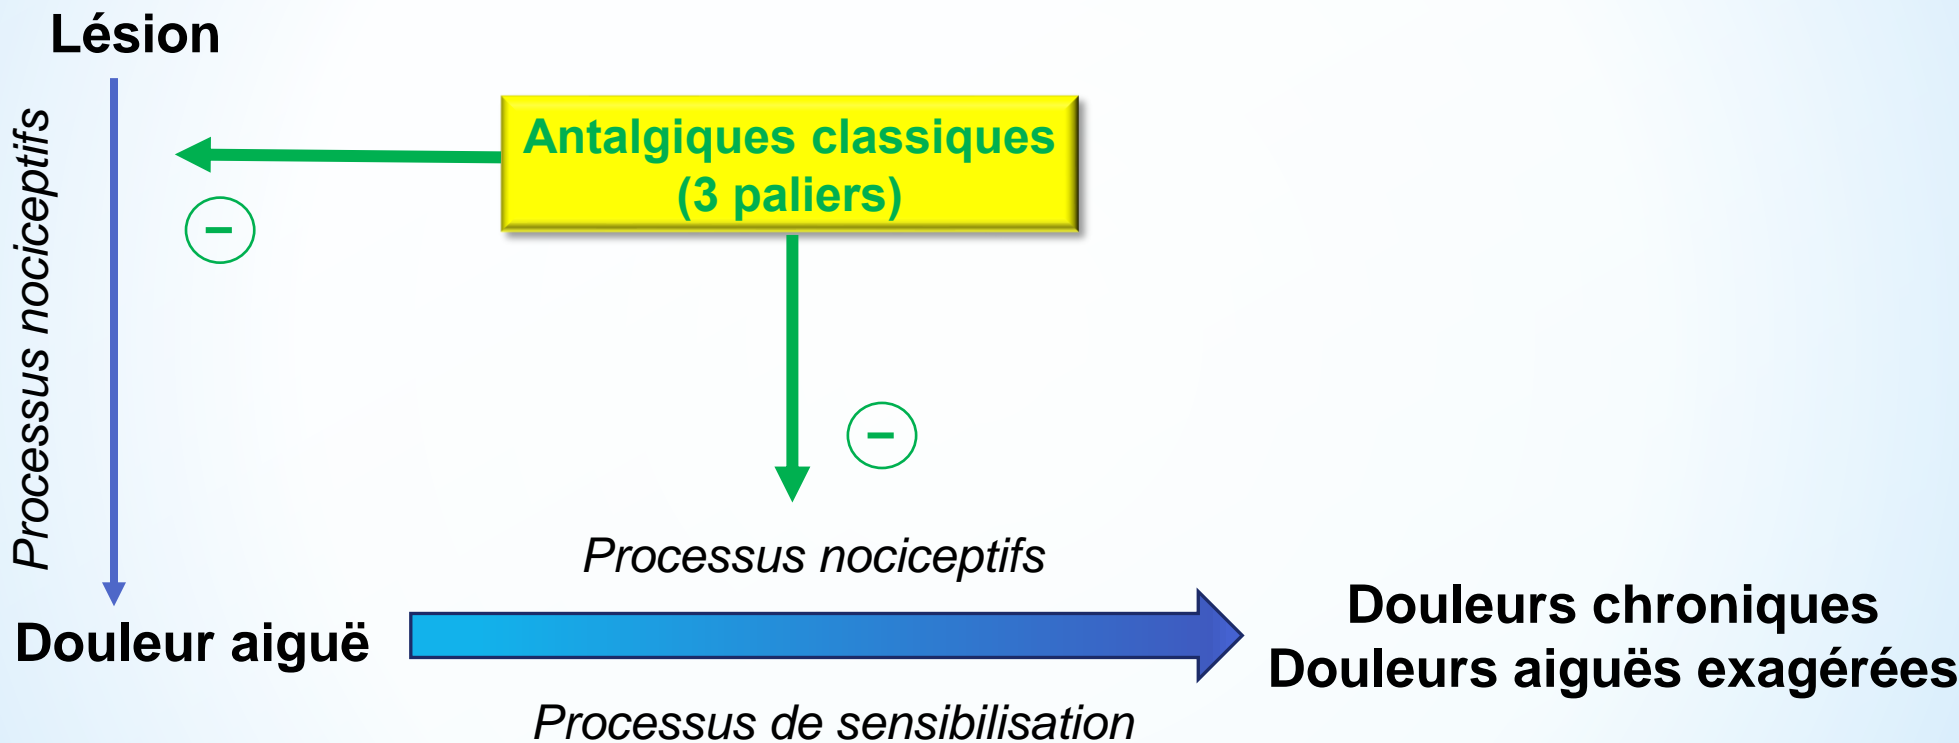 Lésion
Processus nociceptifs
Antalgiques classiques
(3 paliers)
−
−
Processus nociceptifs
Douleur aiguë
Douleurs chroniques
Douleurs aiguës exagérées
Processus de sensibilisation